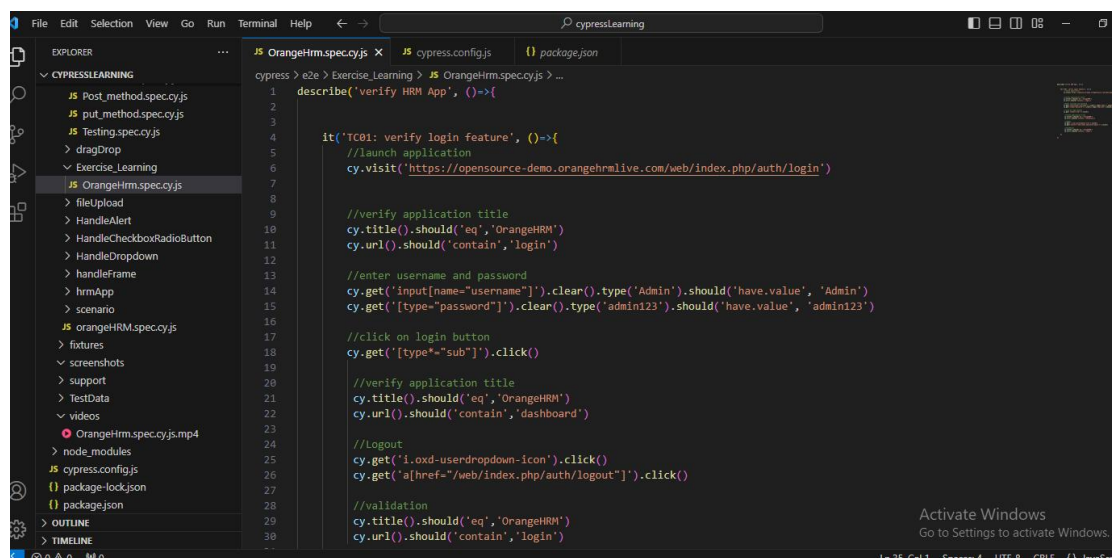 File Edit Selection View Go Run Terminal Help
cypressLearning
EXPLORER
CYPRESSLEARNING
JS Post_method.spec.cy.js
JS put_method.spec.cy.js
JS Testing.spec.cy.js
> dragDrop
Exercise_Learning
JS OrangeHrm.spec.cy.js
> fileUpload
> HandleAlert
> HandleCheckboxRadioButton
> HandleDropdown
> handleFrame
> hrmApp
> scenario
JS orangeHRM.spec.cy.js
> fixtures
screenshots
> support
> TestData
videos
OrangeHrm.spec.cy.js.mp4
> node_modules
JS cypress.config.js
{} package-lock.json
{} package.json
> OUTLINE
> TIMELINE
JS OrangeHrm.spec.cy.js × JS cypress.config.js {} package.json
cypress > e2e > Exercise_Learning > JS OrangeHrm.spec.cy.js > ...
1 describe('verify HRM App', ()=>{
2
3
4 it('TC01: verify login feature', ()=>{
5 //launch application
6 cy.visit('https://opensource-demo.orangehrmlive.com/web/index.php/auth/login')
7
8
9 //verify application title
10 cy.title().should('eq','OrangeHRM')
11 cy.url().should('contain','login')
12
13 //enter username and password
14 cy.get('input[name="username"]').clear().type('Admin').should('have.value', 'Admin')
15 cy.get('[type="password"]').clear().type('admin123').should('have.value', 'admin123')
16
17 //click on login button
18 cy.get('[type*="sub"]').click()
19
20 //verify application title
21 cy.title().should('eq','OrangeHRM')
22 cy.url().should('contain','dashboard')
23
24 //Logout
25 cy.get('i.oxd-userdropdown-icon').click()
26 cy.get('a[href="/web/index.php/auth/logout"]').click()
27
28 //validation
29 cy.title().should('eq','OrangeHRM')
30 cy.url().should('contain','login')
Activate Windows
Go to Settings to activate Windows.